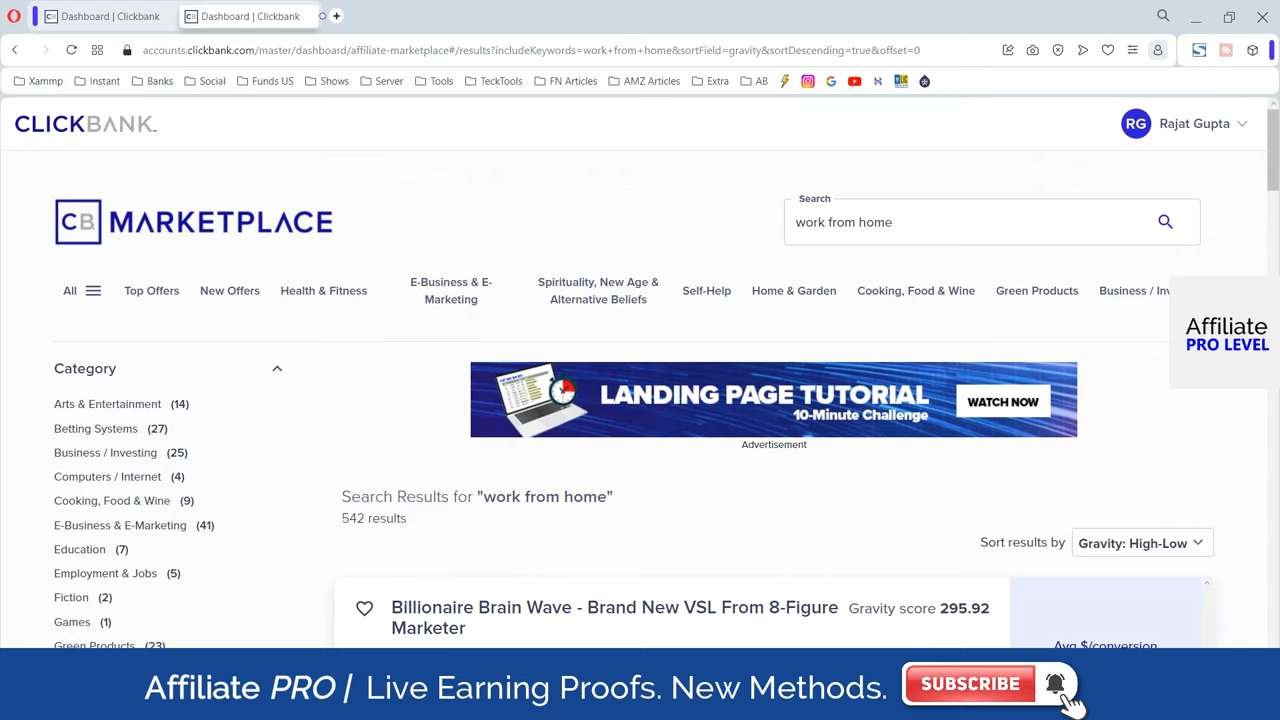 Dashboard | Clickbank
Dashboard | Clickbank
accounts.clickbank.com/master/dashboard/affiliate-marketplace#/results?includeKeywords=work+from+home&sortField=gravity&sortDescending=true&offset=0
Xammp
Instant
Banks
Social
Funds US
Shows
Server
Tools
TeckTools
FN Articles
AMZ Articles
Extra
AB
CLICKBANK
RG
Rajat Gupta
CB MARKETPLACE
Search
work from home
All
Top Offers
New Offers
Health & Fitness
E-Business & E-
Marketing
Spirituality, New Age &
Alternative Beliefs
Self-Help
Home & Garden
Cooking, Food & Wine
Green Products
Business / Inv
Affiliate
PRO LEVEL
Category
Arts & Entertainment (14)
Betting Systems (27)
Business / Investing (25)
Computers / Internet (4)
Cooking, Food & Wine (9)
E-Business & E-Marketing (41)
Education (7)
Employment & Jobs (5)
Fiction (2)
Games (1)
Green Products (23)
LANDING PAGE TUTORIAL
10-Minute Challenge
WATCH NOW
Advertisement
Search Results for "work from home"
542 results
Sort results by
Gravity: High-Low
Billionaire Brain Wave - Brand New VSL From 8-Figure
Marketer
Gravity score 295.92
Avg $/conversion
Affiliate PRO | Live Earning Proofs. New Methods.
SUBSCRIBE